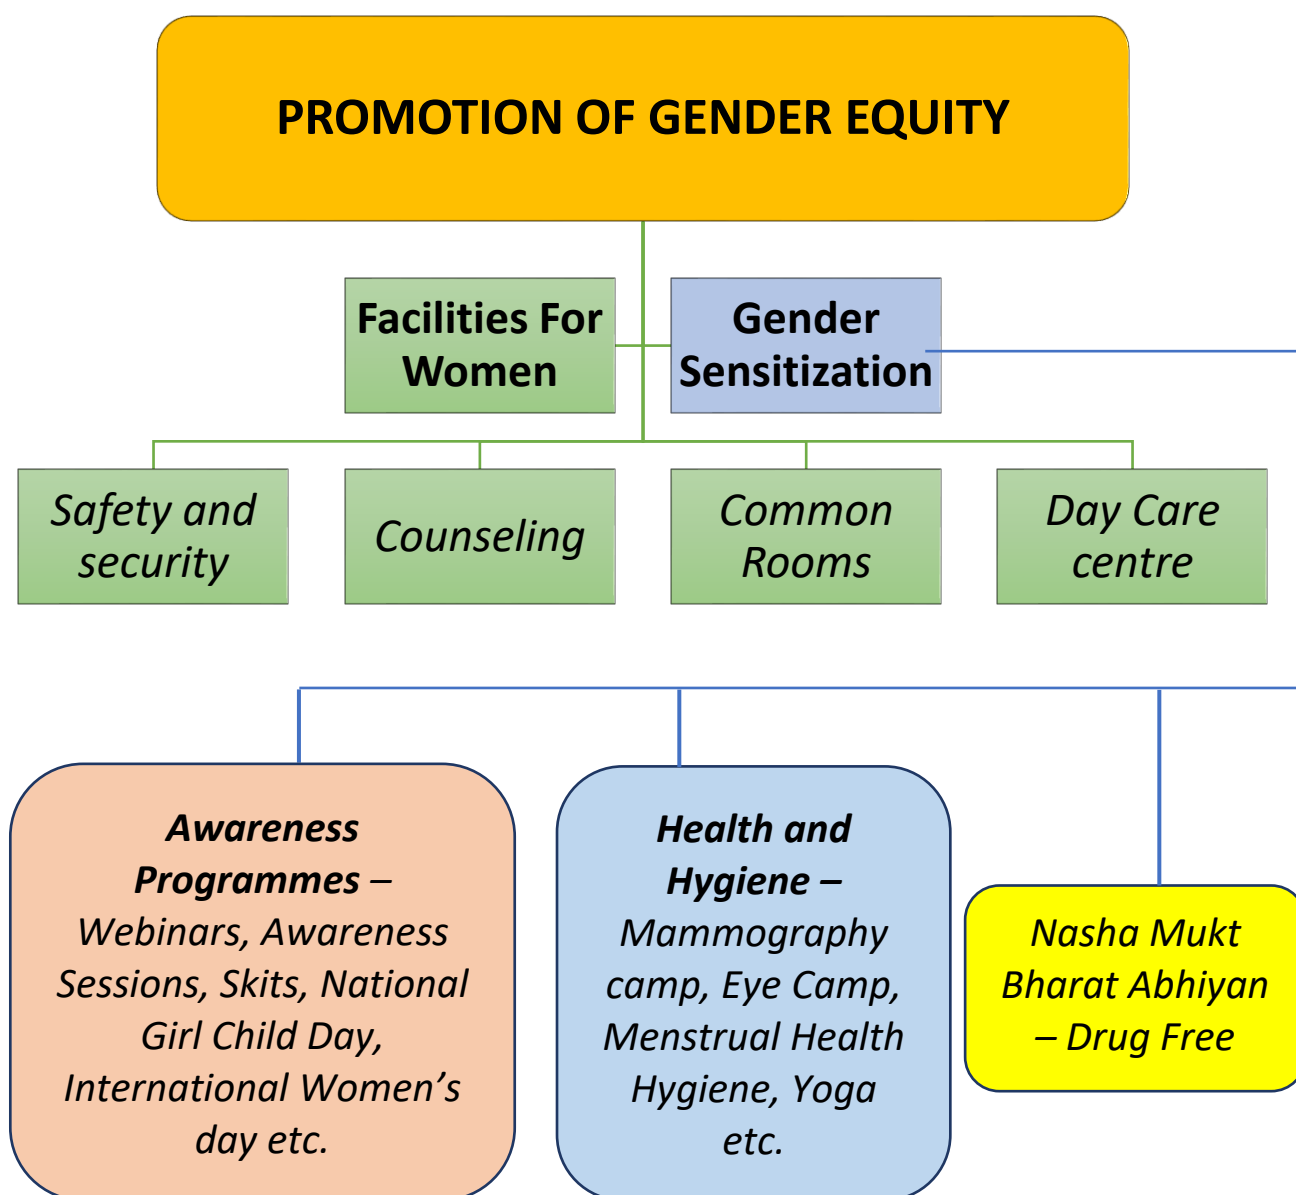 PROMOTION OF GENDER EQUITY
Facilities For
Women
Gender
Sensitization
Safety and
security
Counseling
Common
Rooms
Day Care
centre
Awareness
Programmes –
Webinars, Awareness
Sessions, Skits, National
Girl Child Day,
International Women’s
day etc.
Health and
Hygiene –
Mammography
camp, Eye Camp,
Menstrual Health
Hygiene, Yoga
etc.
Nasha Mukt
Bharat Abhiyan
– Drug Free